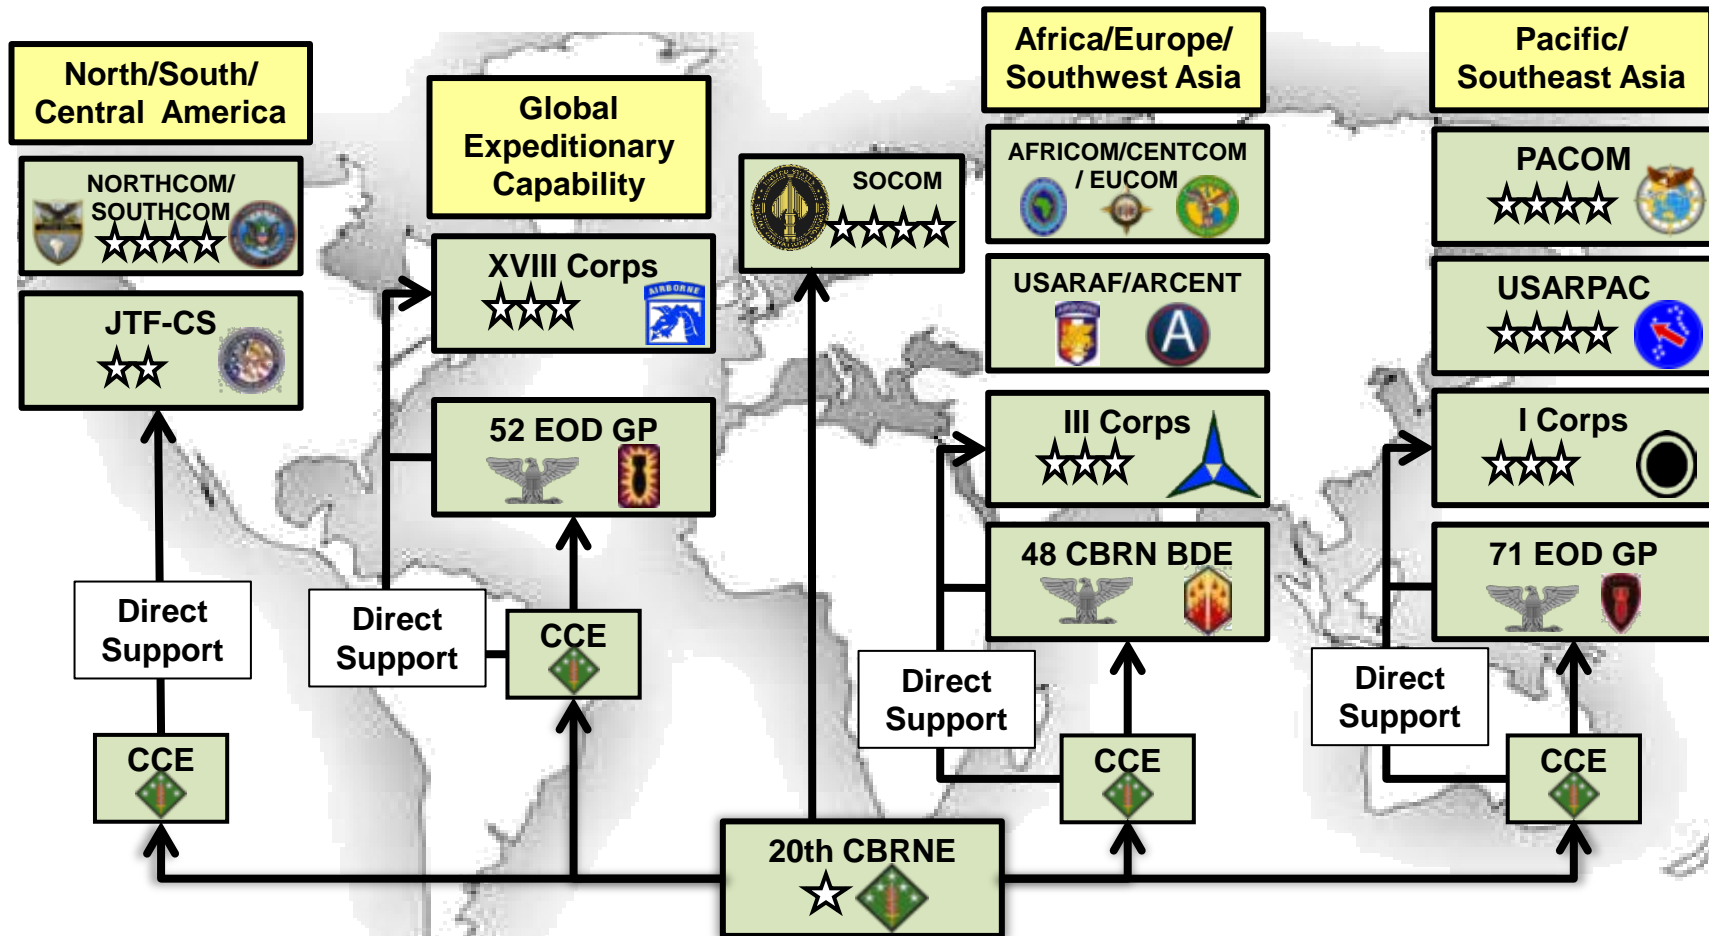 North/South/
Central America
NORTHCOM/
SOUTHCOM
JTF-CS
Direct
Support
CCE
Global
Expeditionary
Capability
XVIII Corps
AIRBORNE
52 EOD GP
Direct
Support
CCE
SOCOM
20th CBRNE
Africa/Europe/
Southwest Asia
AFRICOM/CENTCOM
/ EUCOM
USARAF/ARCENT
A
III Corps
48 CBRN BDE
Direct
Support
CCE
Pacific/
Southeast Asia
PACOM
USARPAC
I Corps
71 EOD GP
Direct
Support
CCE